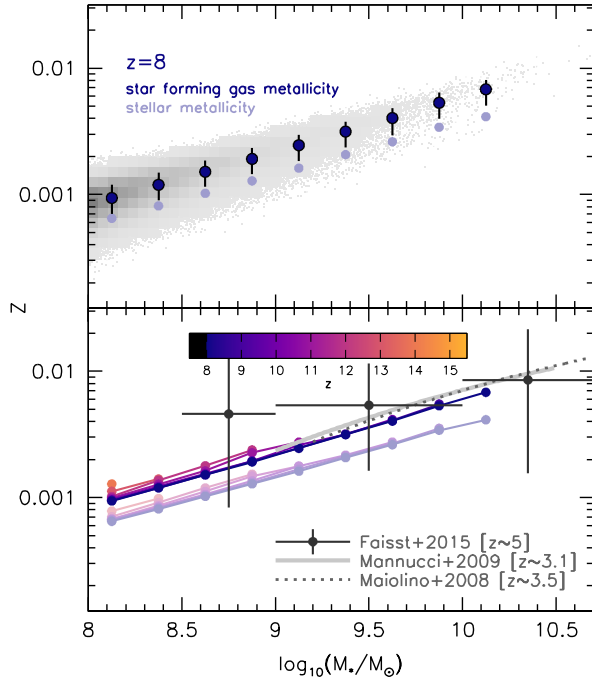 z=8
star forming gas metallicity
stellar metallicity
0.01
0.001
Z
8 9 10 11 12 13 14 15
z
0.01
0.001
Faisst+2015 [z~5]
Mannucci+2009 [z~3.1]
Maiolino+2008 [z~3.5]
8 8.5 9 9.5 10 10.5
log₁₀(M*/M☉)